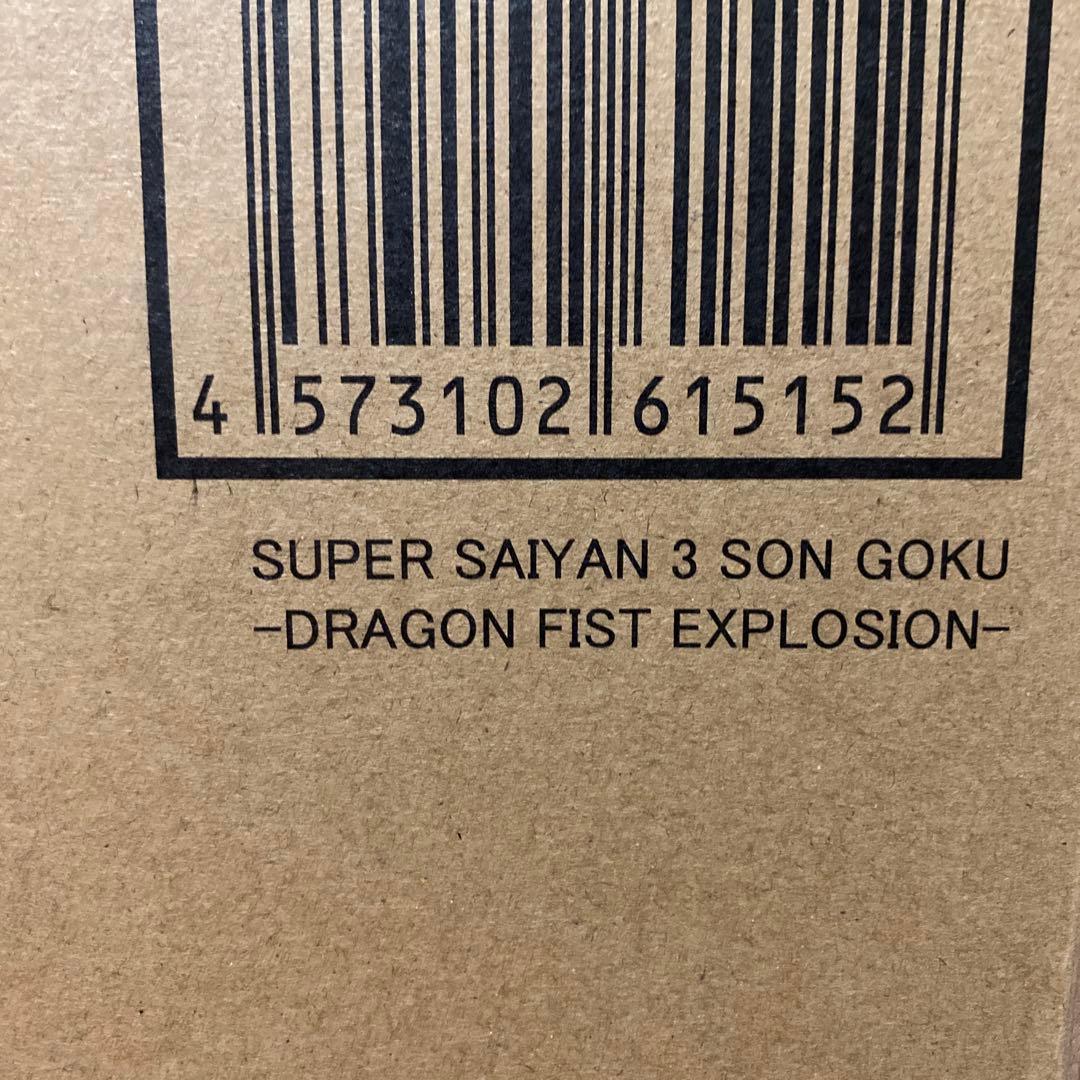 4 573102 615152
SUPER SAIYAN 3 SON GOKU
-DRAGON FIST EXPLOSION-